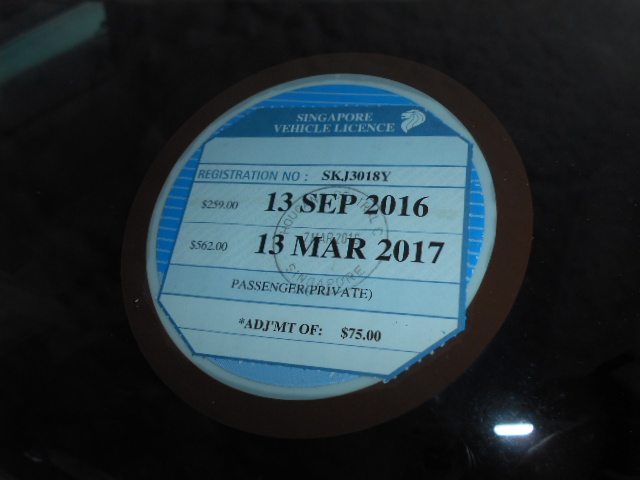 SINGAPORE
VEHICLE LICENCE
REGISTRATION NO : SKJ3018Y
$259.00 13 SEP 2016
$562.00 13 MAR 2017
PASSENGER(PRIVATE)
*ADJ'MT OF: $75.00
SINGAPORE